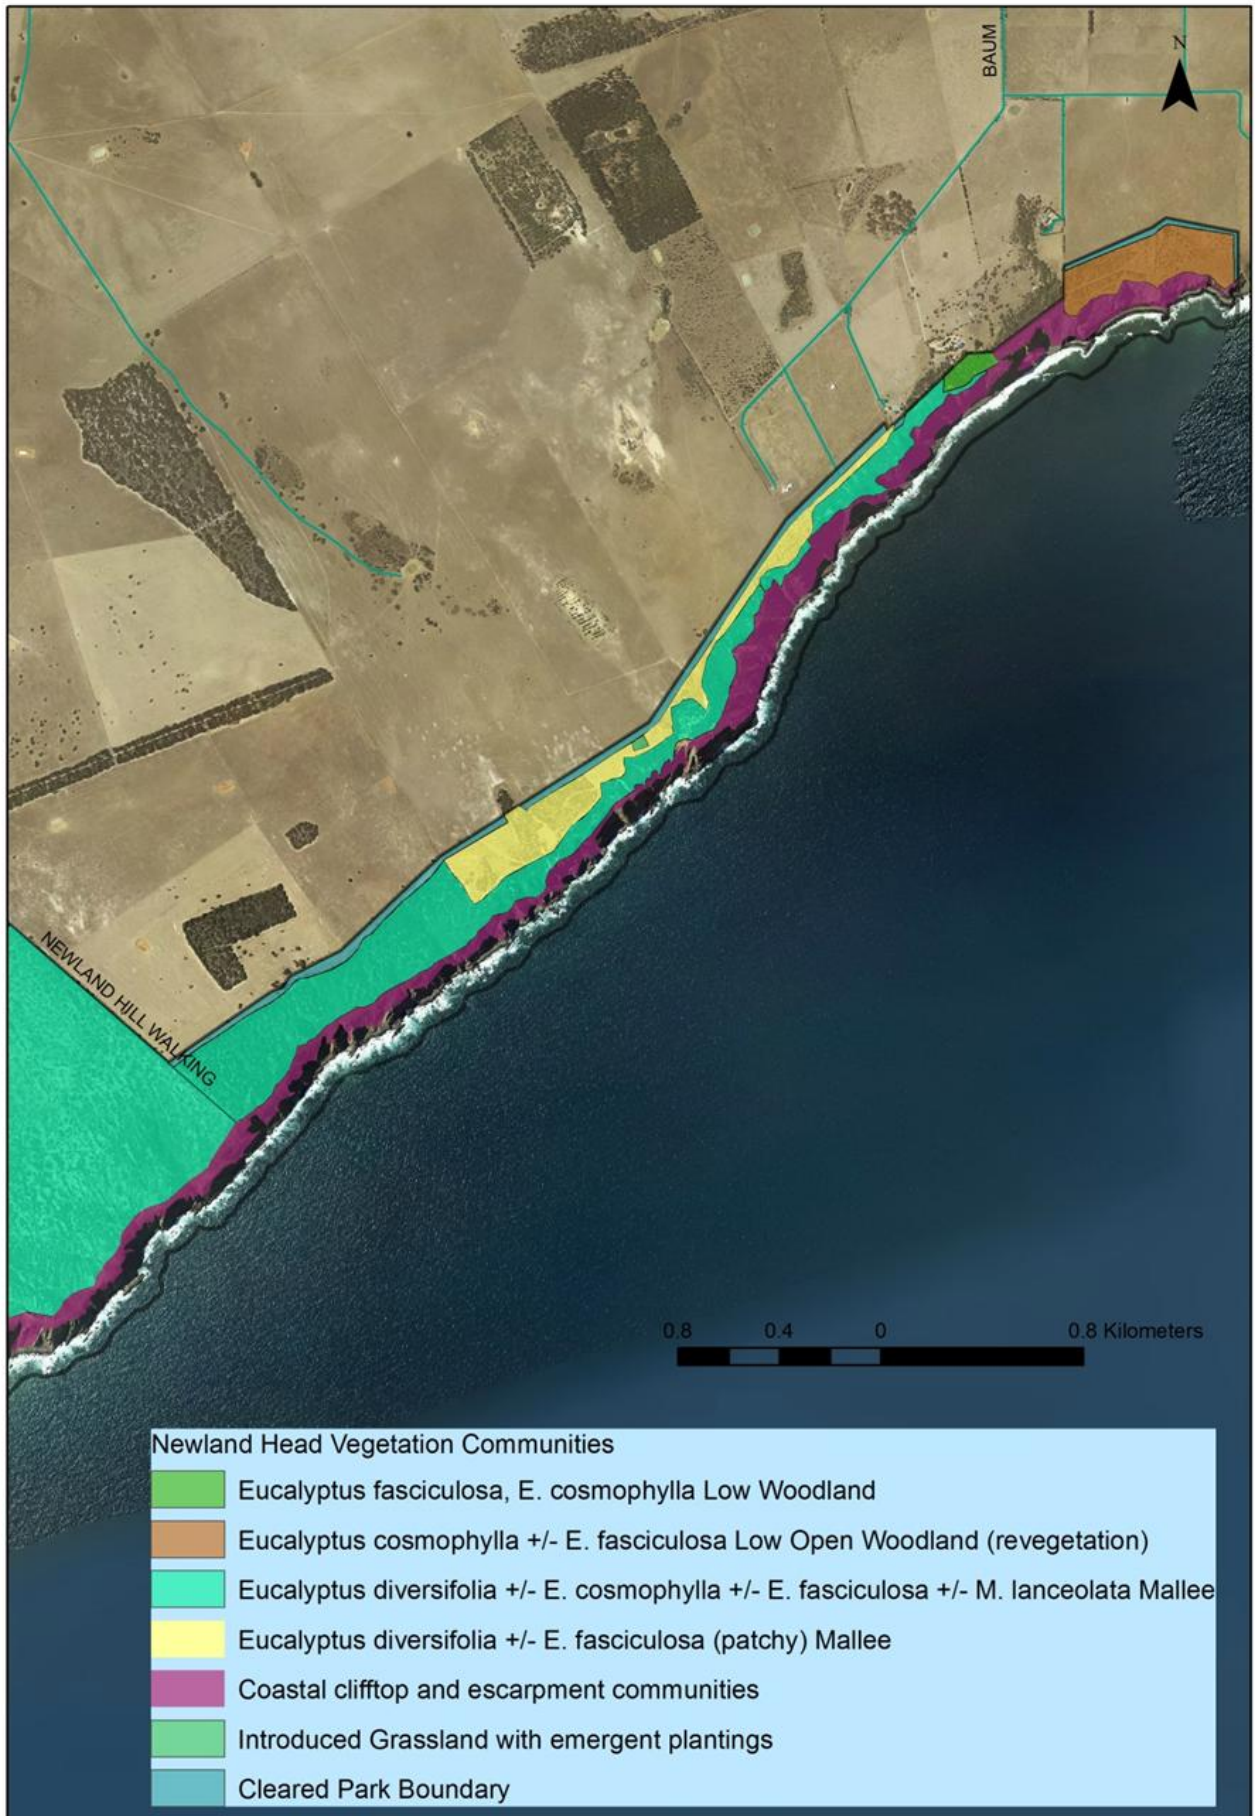 BAUM
N
NEWLAND HILL WALKING
0.8 0.4 0 0.8 Kilometers
Newland Head Vegetation Communities
Eucalyptus fasciculosa, E. cosmophylla Low Woodland
Eucalyptus cosmophylla +/- E. fasciculosa Low Open Woodland (revegetation)
Eucalyptus diversifolia +/- E. cosmophylla +/- E. fasciculosa +/- M. lanceolata Mallee
Eucalyptus diversifolia +/- E. fasciculosa (patchy) Mallee
Coastal clifftop and escarpment communities
Introduced Grassland with emergent plantings
Cleared Park Boundary